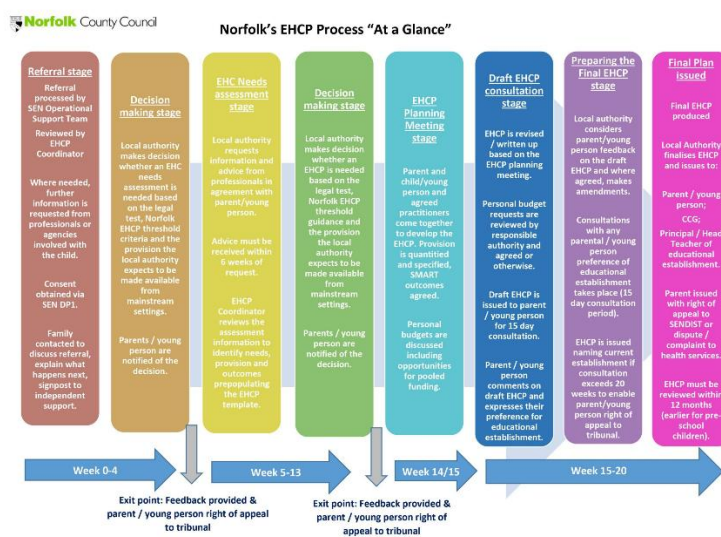 Norfolk County Council
Norfolk's EHCP Process "At a Glance"
Referral stage
Referral
processed by
SEN Operational
Support Team
Reviewed by
EHCP
Coordinator
Where needed,
further
information is
requested from
professionals or
agencies
involved with
the child.
Consent
obtained via
SEN DP1.
Family
contacted to
discuss referral,
explain what
happens next,
signpost to
independent
support.
Decision
making stage
Local authority
makes decision
whether an EHC
needs
assessment is
needed based on
the legal
test, Norfolk
EHCP threshold
criteria and the
provision the
local authority
expects to be
made available
from
mainstream
settings.
Parents / young
person are
notified of the
decision.
EHC Needs
assessment
stage
Local authority
requests
information and
advice from
professionals in
agreement with
parent/young
person.
Advice must be
received within
6 weeks of
request.
EHCP
Coordinator
reviews the
assessment
information to
identify needs,
provision and
outcomes
prepopulating
the EHCP
template.
Decision
making stage
Local authority
makes decision
whether an
EHCP is needed
based on the
legal test,
Norfolk EHCP
threshold
guidance and
the provision
the local
authority
expects to be
made available
from
mainstream
settings.
Parents / young
person are
notified of the
decision.
EHCP
Planning
Meeting
stage
Parent and
child/young
person and
agreed
practitioners
come together
to develop the
EHCP. Provision
is quantified
and specified,
SMART
outcomes
agreed.
Personal
budgets are
discussed
including
opportunities
for pooled
funding.
Draft EHCP
consultation
stage
EHCP is revised
/ written up
based on the
EHCP planning
meeting.
Personal budget
requests are
reviewed by
responsible
authority and
agreed or
otherwise.
Draft EHCP is
issued to parent
/ young person
for 15 day
consultation.
Parent / young
person
comments on
draft EHCP and
expresses their
preference for
educational
establishment.
Preparing the
Final EHCP
stage
Local authority
considers
parent/young
person feedback
on the draft
EHCP and where
agreed, makes
amendments.
Consultations
with any
parental / young
person
preference of
educational
establishment
takes place (15
day consultation
period).
EHCP is issued
naming current
establishment if
consultation
exceeds 20
weeks to enable
parent/young
person right of
appeal to
tribunal.
Final Plan
issued
Final EHCP
produced
Local Authority
finalises EHCP
and issues to:
Parent / young
person;
CCG;
Principal / Head
Teacher of
educational
establishment.
Parent issued
with right of
appeal to
SENDIST or
dispute /
complaint to
health services.
EHCP must be
reviewed within
12 months
(earlier for pre-
school
children).
Week 0-4
Week 5-13
Week 14/15
Week 15-20
Exit point: Feedback provided &
parent / young person right of appeal
to tribunal
Exit point: Feedback provided &
parent / young person right of
appeal to tribunal